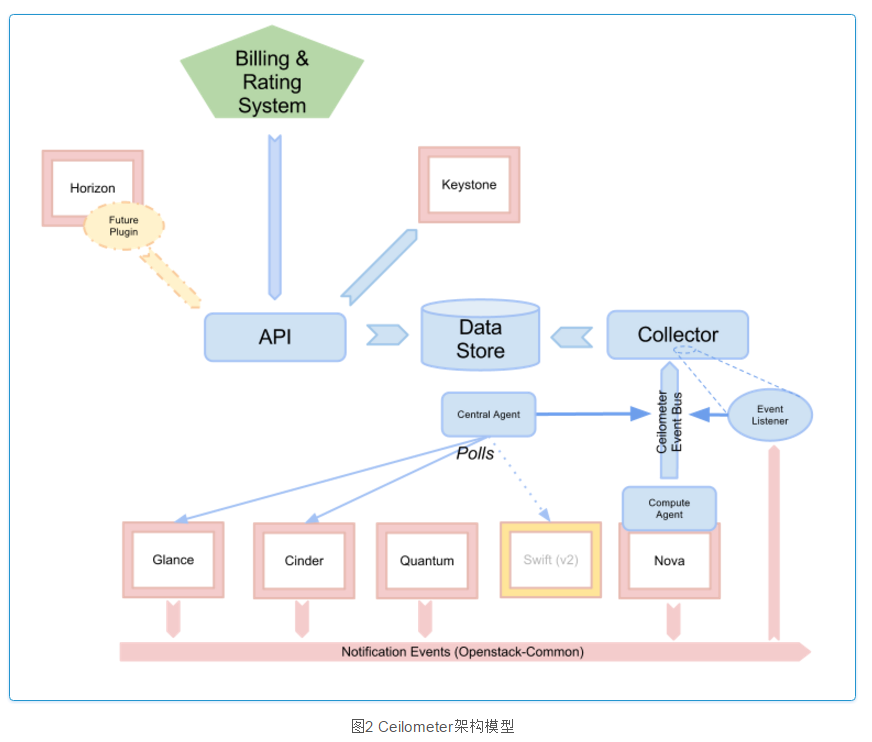 Billing &
Rating
System
Horizon
Future
Plugin
Keystone
API
Data
Store
Collector
Central Agent
Ceilometer
Event Bus
Event
Listener
Polls
Compute
Agent
Glance
Cinder
Quantum
Swift (v2)
Nova
Notification Events (Openstack-Common)
图2 Ceilometer架构模型